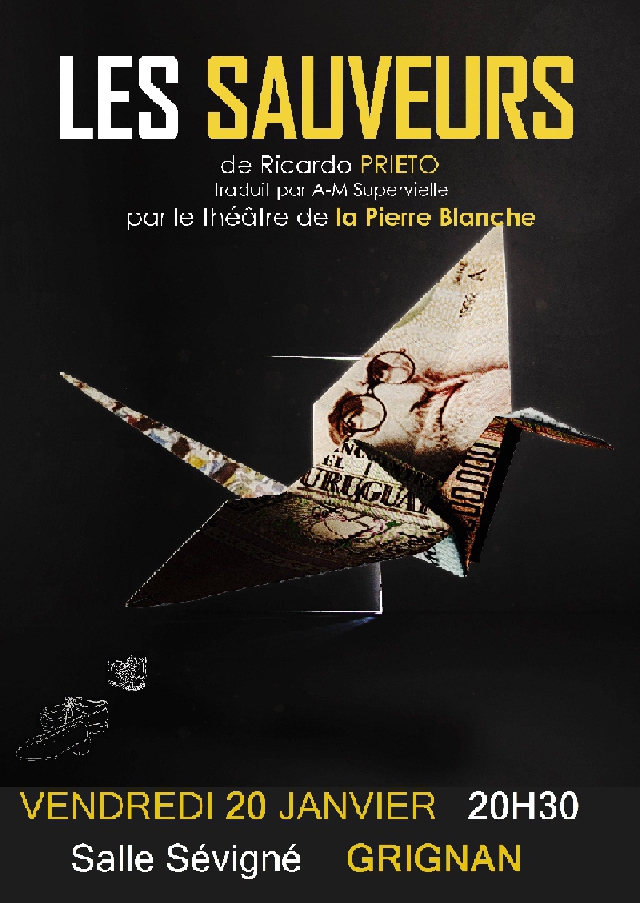 LES SAUVEURS
de Ricardo PRIETO
traduit par A-M Supervielle
par le théâtre de la Pierre Blanche
URUGUAY
VENDREDI 20 JANVIER 20H30
Salle Sévigné GRIGNAN